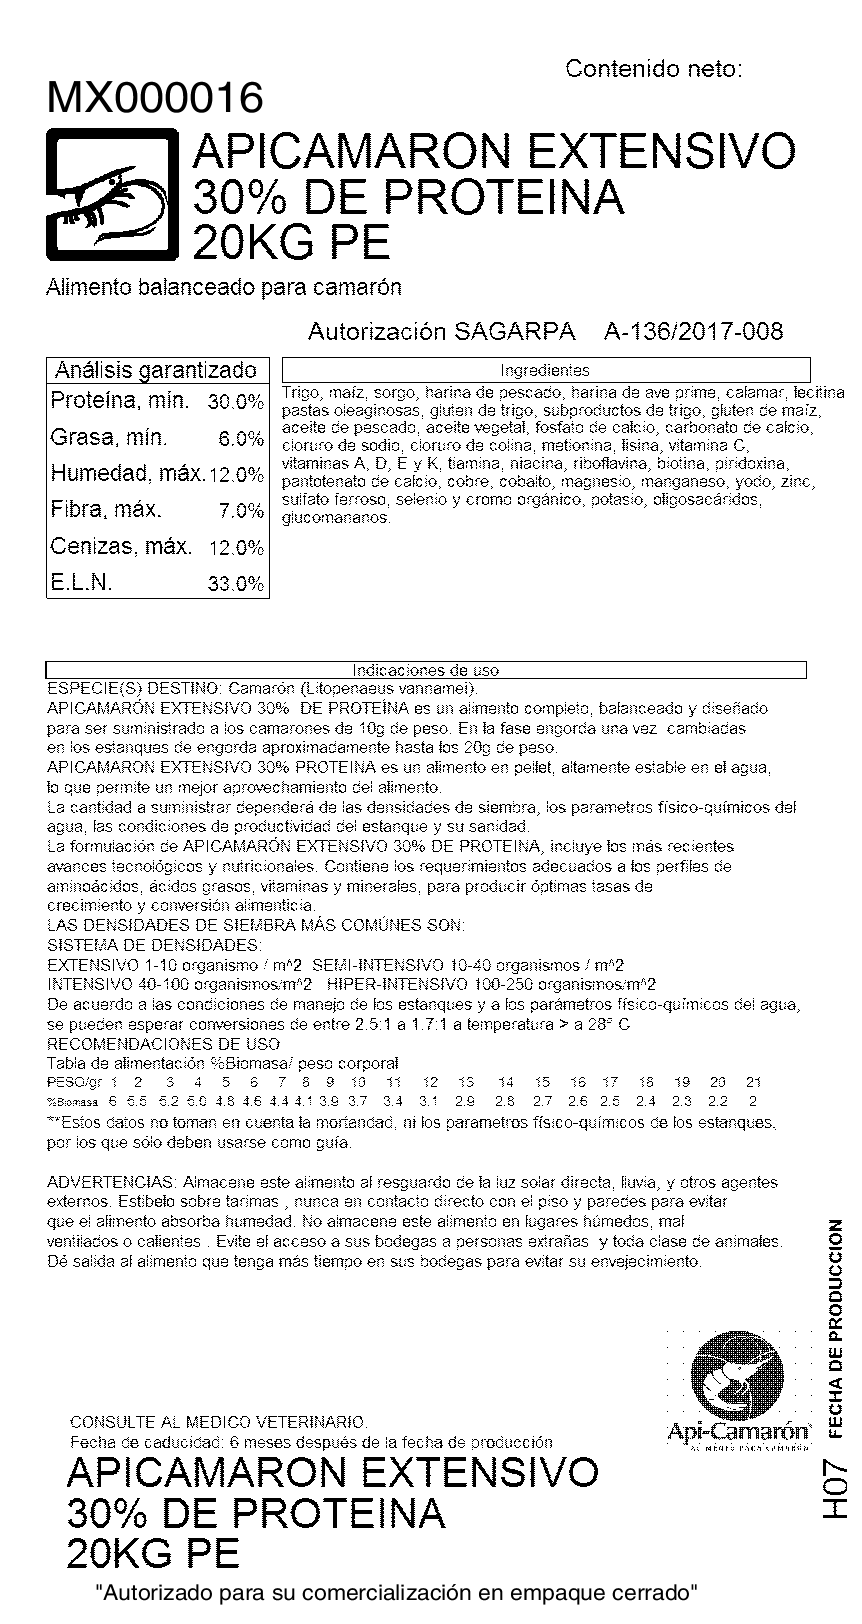 Contenido neto:
MX000016
APICAMARON EXTENSIVO
30% DE PROTEINA
20KG PE
Alimento balanceado para camarón
Autorización SAGARPA A-136/2017-008
Análisis garantizado
Proteína, mín. 30.0%
Grasa, mín. 6.0%
Humedad, máx. 12.0%
Fibra, máx. 7.0%
Cenizas, máx. 12.0%
E.L.N. 33.0%
Ingredientes
Trigo, maíz, sorgo, harina de pescado, harina de ave prime, calamar, lecitina
pastas oleaginosas, gluten de trigo, subproductos de trigo, gluten de maíz,
aceite de pescado, aceite vegetal, fosfato de calcio, carbonato de calcio,
cloruro de sodio, cloruro de colina, metionina, lisina, vitamina C,
vitaminas A, D, E y K, tiamina, niacina, riboflavina, biotina, piridoxina,
pantotenato de calcio, cobre, cobalto, magnesio, manganeso, yodo, zinc,
sulfato ferroso, selenio y cromo orgánico, potasio, oligosacáridos,
glucomananos.
Indicaciones de uso
ESPECIE(S) DESTINO: Camarón (Litopenaeus vannamei).
APICAMARÓN EXTENSIVO 30% DE PROTEÍNA es un alimento completo, balanceado y diseñado
para ser suministrado a los camarones de 10g de peso. En la fase engorda una vez cambiadas
en los estanques de engorda aproximadamente hasta los 20g de peso.
APICAMARON EXTENSIVO 30% PROTEINA es un alimento en pellet, altamente estable en el agua,
lo que permite un mejor aprovechamiento del alimento.
La cantidad a suministrar dependerá de las densidades de siembra, los parametros físico-químicos del
agua, las condiciones de productividad del estanque y su sanidad.
La formulación de APICAMARÓN EXTENSIVO 30% DE PROTEINA, incluye los más recientes
avances tecnológicos y nutricionales. Contiene los requerimientos adecuados a los perfiles de
aminoácidos, ácidos grasos, vitaminas y minerales, para producir óptimas tasas de
crecimiento y conversión alimenticia.
LAS DENSIDADES DE SIEMBRA MÁS COMÚNES SON:
SISTEMA DE DENSIDADES:
EXTENSIVO 1-10 organismo / m^2 SEMI-INTENSIVO 10-40 organismos / m^2
INTENSIVO 40-100 organismos/m^2 HIPER-INTENSIVO 100-250 organismos/m^2
De acuerdo a las condiciones de manejo de los estanques y a los parámetros físico-químicos del agua,
se pueden esperar conversiones de entre 2.5:1 a 1.7:1 a temperatura > a 28° C
RECOMENDACIONES DE USO
Tabla de alimentación %Biomasa/ peso corporal
PESO/gr 1 2 3 4 5 6 7 8 9 10 11 12 13 14 15 16 17 18 19 20 21
%Biomasa 6 5.5 5.2 5.0 4.8 4.6 4.4 4.1 3.9 3.7 3.4 3.1 2.9 2.8 2.7 2.6 2.5 2.4 2.3 2.2 2
**Estos datos no toman en cuenta la mortandad, ni los parametros físico-químicos de los estanques,
por los que sólo deben usarse como guía.
ADVERTENCIAS: Almacene este alimento al resguardo de la luz solar directa, lluvia, y otros agentes
externos. Estibelo sobre tarimas , nunca en contacto directo con el piso y paredes para evitar
que el alimento absorba humedad. No almacene este alimento en lugares húmedos, mal
ventilados o calientes . Evite el acceso a sus bodegas a personas extrañas y toda clase de animales.
Dé salida al alimento que tenga más tiempo en sus bodegas para evitar su envejecimiento.
H07 FECHA DE PRODUCCION
Api-Camarón®
ALIMENTO PARA CAMARÓN
CONSULTE AL MEDICO VETERINARIO.
Fecha de caducidad: 6 meses después de la fecha de producción
APICAMARON EXTENSIVO
30% DE PROTEINA
20KG PE
"Autorizado para su comercialización en empaque cerrado"